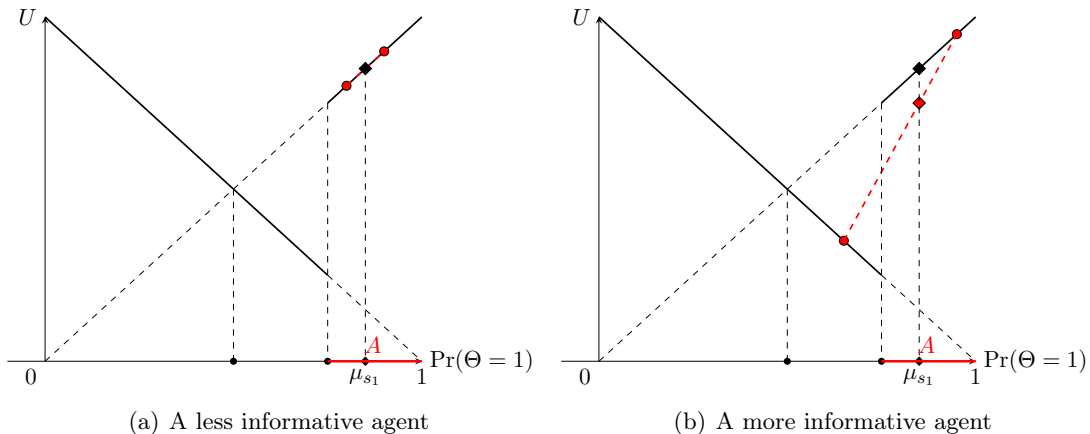 U
A
Pr(Θ = 1)
0
μ_{s_1}
1
(a) A less informative agent
U
A
Pr(Θ = 1)
0
μ_{s_1}
1
(b) A more informative agent